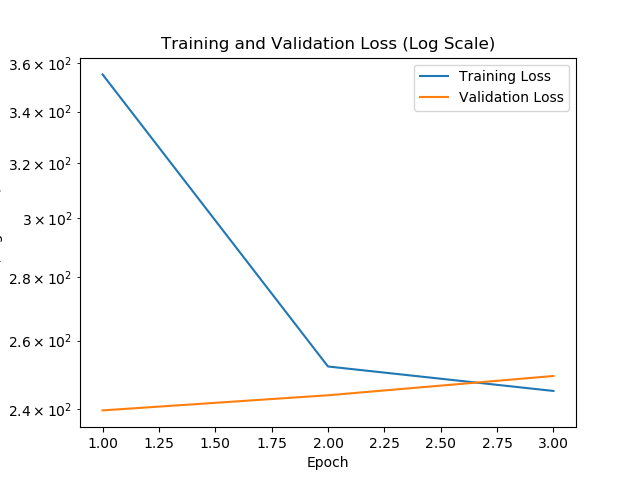 Training and Validation Loss (Log Scale)
3.6 × 10²
3.4 × 10²
3.2 × 10²
3 × 10²
2.8 × 10²
2.6 × 10²
2.4 × 10²
Training Loss
Validation Loss
1.00 1.25 1.50 1.75 2.00 2.25 2.50 2.75 3.00
Epoch